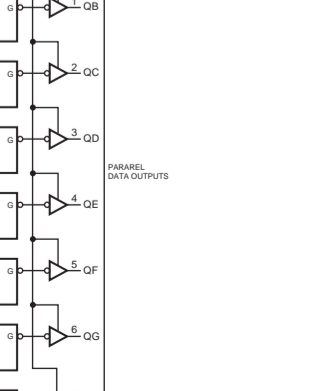 G 1 QB
G 2 QC
G 3 QD
PARAREL
DATA OUTPUTS
G 4 QE
G 5 QF
G 6 QG